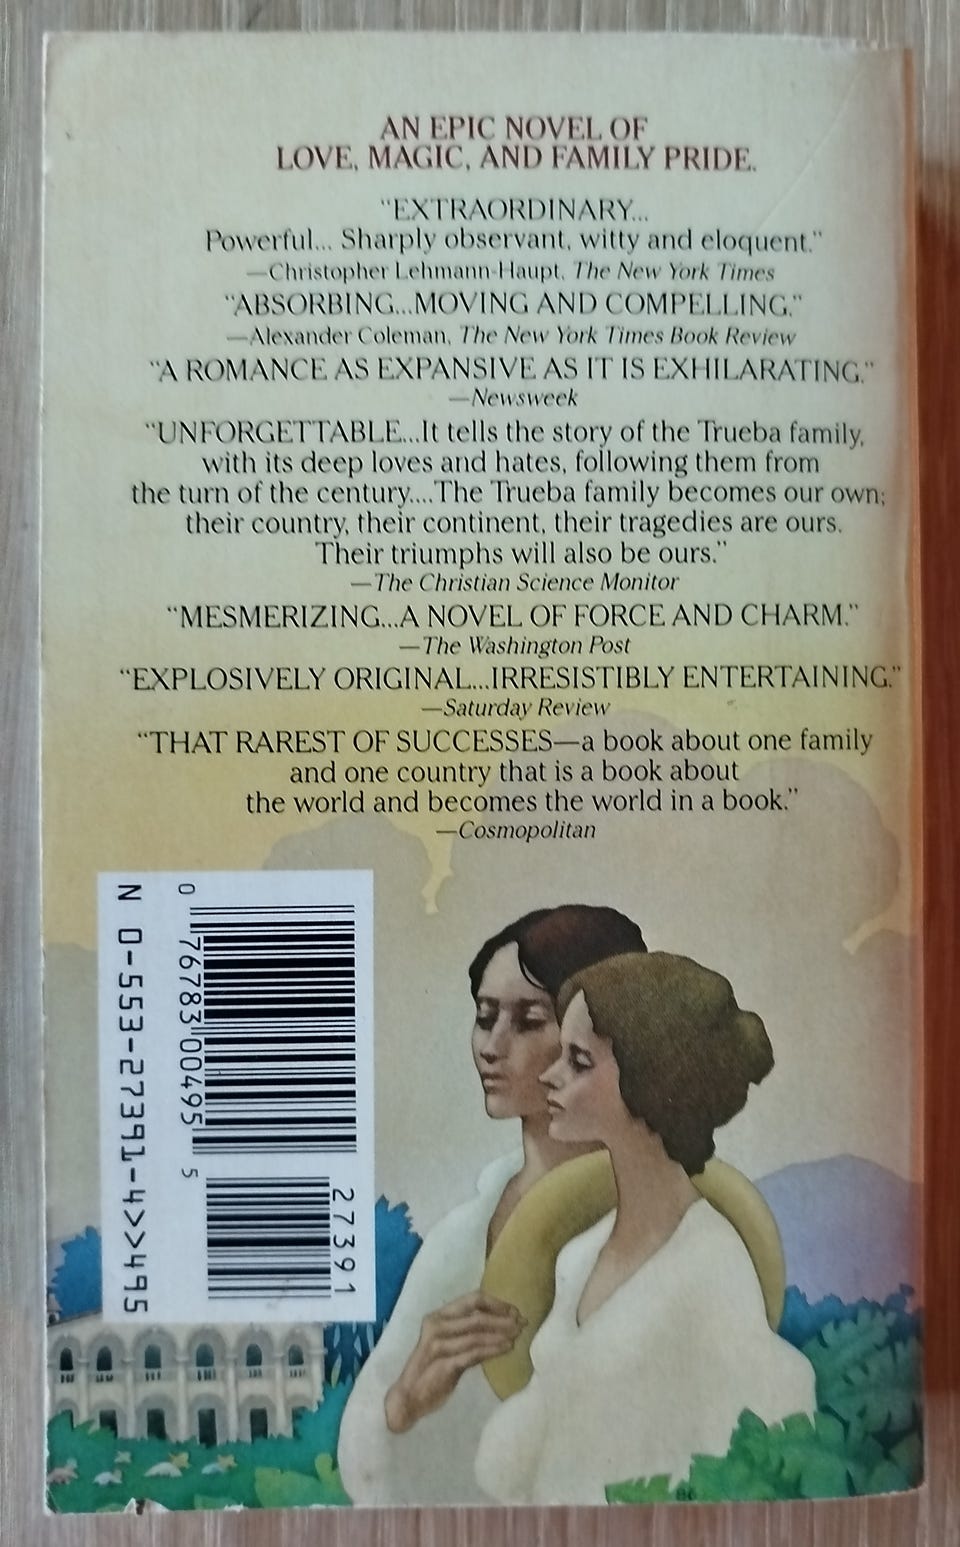 AN EPIC NOVEL OF
LOVE, MAGIC, AND FAMILY PRIDE.
"EXTRAORDINARY...
Powerful... Sharply observant, witty and eloquent."
—Christopher Lehmann-Haupt, The New York Times
"ABSORBING...MOVING AND COMPELLING."
—Alexander Coleman, The New York Times Book Review
"A ROMANCE AS EXPANSIVE AS IT IS EXHILARATING."
—Newsweek
"UNFORGETTABLE...It tells the story of the Trueba family,
with its deep loves and hates, following them from
the turn of the century....The Trueba family becomes our own;
their country, their continent, their tragedies are ours.
Their triumphs will also be ours."
—The Christian Science Monitor
"MESMERIZING...A NOVEL OF FORCE AND CHARM."
—The Washington Post
"EXPLOSIVELY ORIGINAL...IRRESISTIBLY ENTERTAINING."
—Saturday Review
"THAT RAREST OF SUCCESSES—a book about one family
and one country that is a book about
the world and becomes the world in a book."
—Cosmopolitan
27391
0 76783 00495 5
N 0-553-27391-4>>495